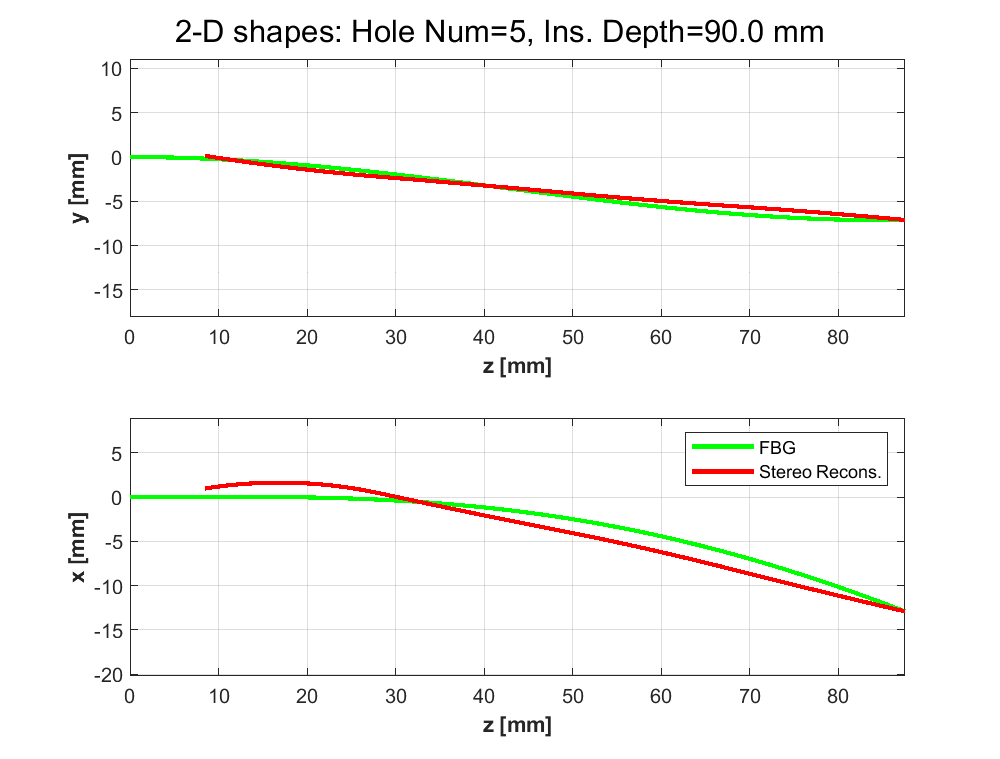 2-D shapes: Hole Num=5, Ins. Depth=90.0 mm
10
5
0
-5
-10
-15
y [mm]
0 10 20 30 40 50 60 70 80
z [mm]
5
0
-5
-10
-15
-20
x [mm]
FBG
Stereo Recons.
0 10 20 30 40 50 60 70 80
z [mm]